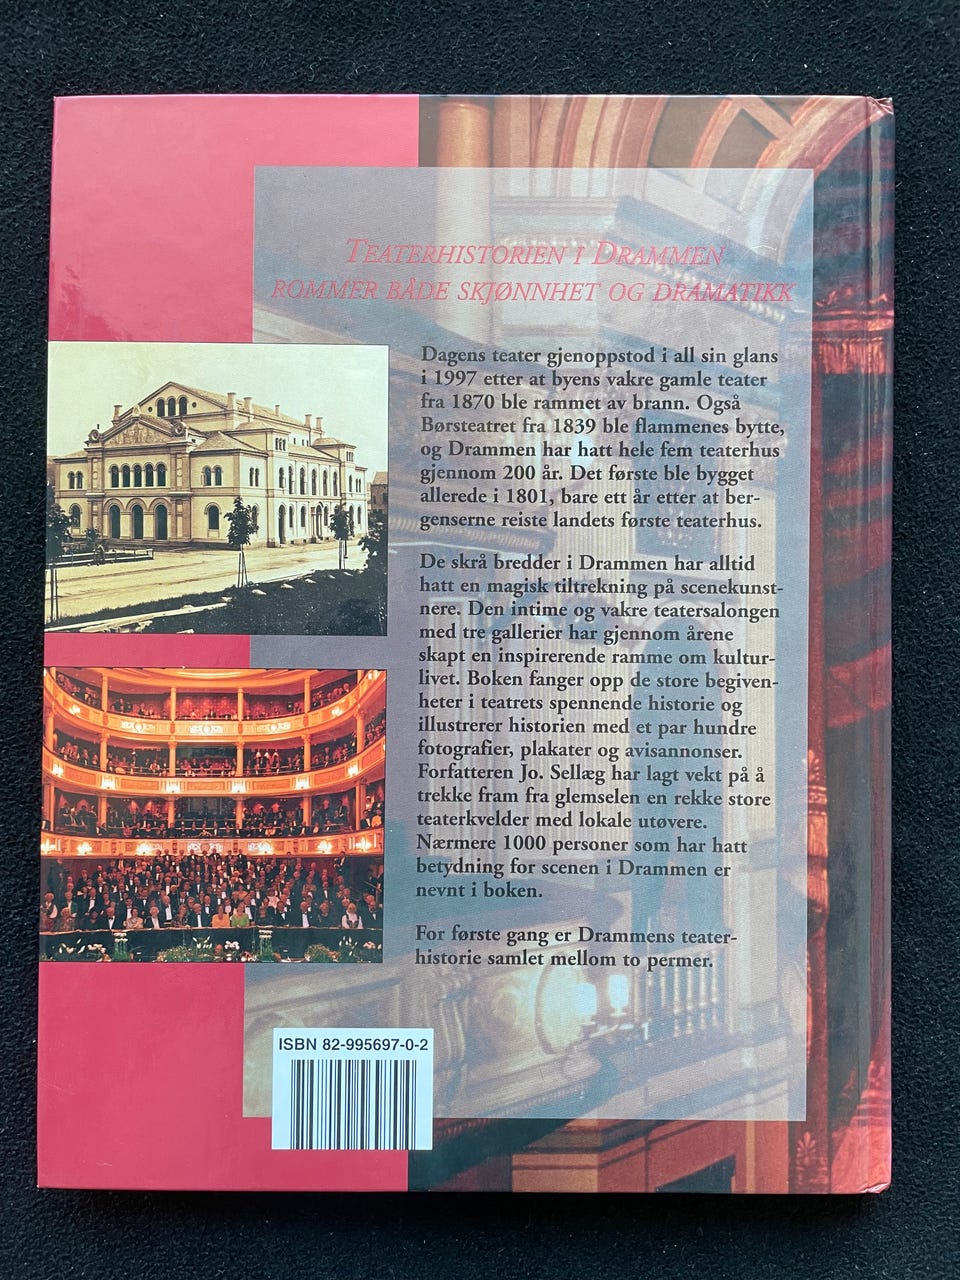 TEATERHISTORIEN I DRAMMEN
ROMMER BÅDE SKJØNNHET OG DRAMATIKK
Dagens teater gjenoppstod i all sin glans
i 1997 etter at byens vakre gamle teater
fra 1870 ble rammet av brann. Også
Børsteatret fra 1839 ble flammenes bytte,
og Drammen har hatt hele fem teaterhus
gjennom 200 år. Det første ble bygget
allerede i 1801, bare ett år etter at ber-
genserne reiste landets første teaterhus.
De skrå bredder i Drammen har alltid
hatt en magisk tiltrekning på scenekunst-
nere. Den intime og vakre teatersalongen
med tre gallerier har gjennom årene
skapt en inspirerende ramme om kultur-
livet. Boken fanger opp de store begiven-
heter i teatrets spennende historie og
illustrerer historien med et par hundre
fotografier, plakater og avisannonser.
Forfatteren Jo. Sellæg har lagt vekt på å
trekke fram fra glemselen en rekke store
teaterkvelder med lokale utøvere.
Nærmere 1000 personer som har hatt
betydning for scenen i Drammen er
nevnt i boken.
For første gang er Drammens teater-
historie samlet mellom to permer.
ISBN 82-995697-0-2